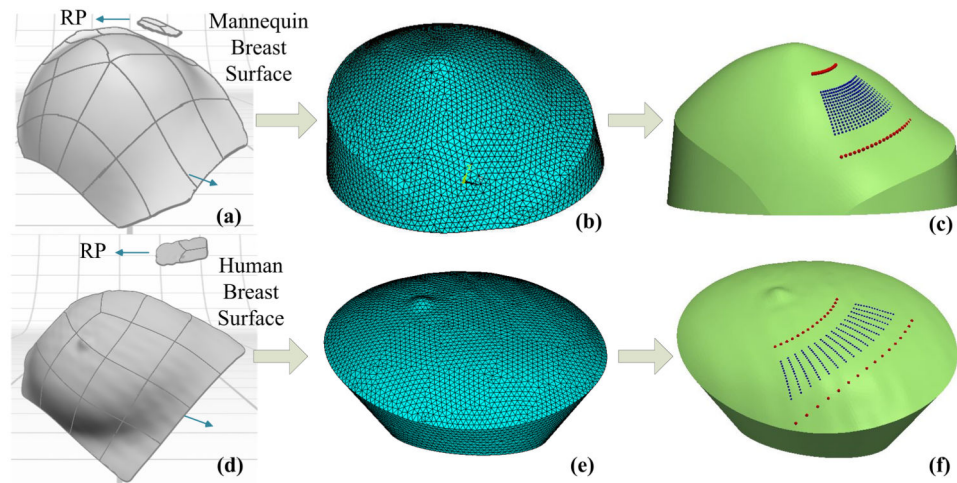 RP
Mannequin
Breast
Surface
(a)
(b)
(c)
RP
Human
Breast
Surface
(d)
(e)
(f)